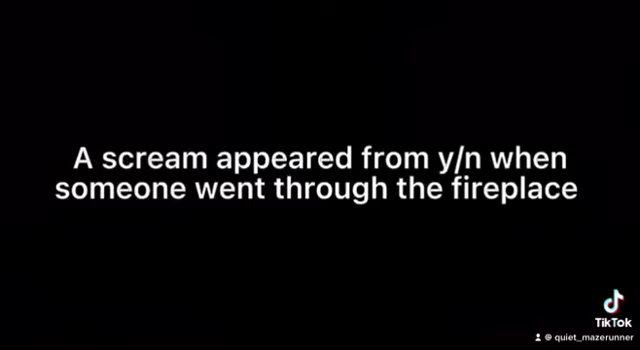 A scream appeared from y/n when
someone went through the fireplace
TikTok
@ quiet_mazerunner